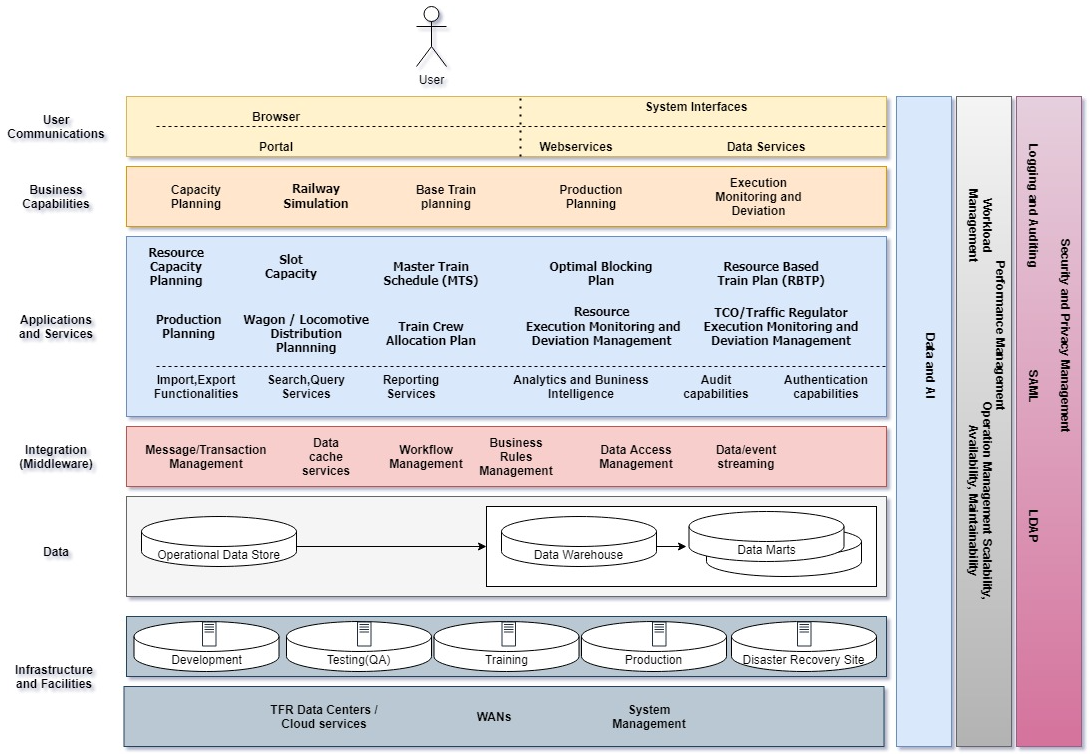 User
User
Communications
Browser
System Interfaces
Portal
Webservices
Data Services
Business
Capabilities
Capacity
Planning
Railway
Simulation
Base Train
planning
Production
Planning
Execution
Monitoring and
Deviation
Applications
and Services
Resource
Capacity
Planning
Slot
Capacity
Master Train
Schedule (MTS)
Optimal Blocking
Plan
Resource Based
Train Plan (RBTP)
Production
Planning
Wagon / Locomotive
Distribution
Plannning
Train Crew
Allocation Plan
Resource
Execution Monitoring and
Deviation Management
TCO/Traffic Regulator
Execution Monitoring and
Deviation Management
Import,Export
Functionalities
Search,Query
Services
Reporting
Services
Analytics and Buniness
Intelligence
Audit
capabilities
Authentication
capabilities
Integration
(Middleware)
Message/Transaction
Management
Data
cache
services
Workflow
Management
Business
Rules
Management
Data Access
Management
Data/event
streaming
Data
Operational Data Store
Data Warehouse
Data Marts
Infrastructure
and Facilities
Development
Testing(QA)
Training
Production
Disaster Recovery Site
TFR Data Centers /
Cloud services
WANs
System
Management
Data and AI
Workload
Management
Performance Management
Operation Management Scalability,
Availability, Maintainability
Security and Privacy Management
Logging and Auditing
SAML
LDAP